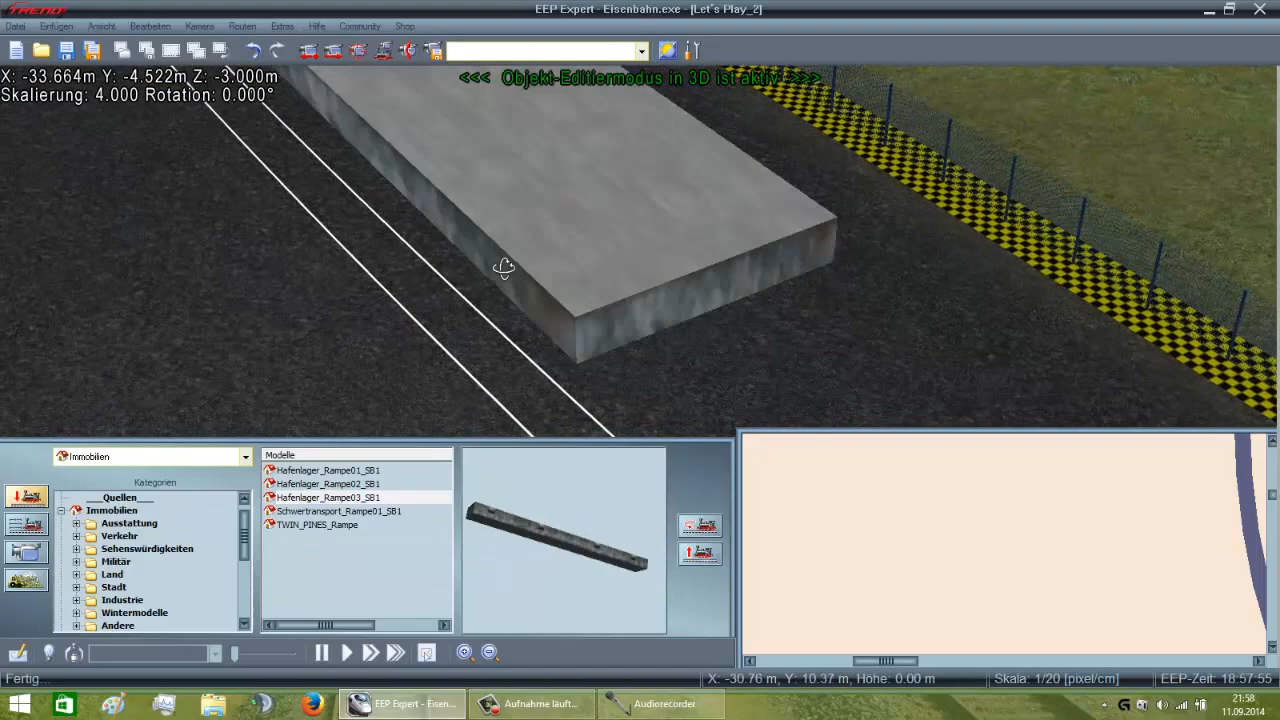 TREND
EEP Expert - Eisenbahn.exe - [Let´s Play_2]
Datei Einfügen Ansicht Bearbeiten Kamera Routen Extras Hilfe Community Shop
X: -33.664m Y: -4.522m Z: -3.000m
<<< Objekt-Editiermodus in 3D ist aktiv >>>
Skalierung: 4.000 Rotation: 0.000°
Immobilien
Kategorien
___Quellen___
Immobilien
Ausstattung
Verkehr
Sehenswürdigkeiten
Militär
Land
Stadt
Industrie
Wintermodelle
Andere
Modelle
Hafenlager_Rampe01_SB1
Hafenlager_Rampe02_SB1
Hafenlager_Rampe03_SB1
Schwertransport_Rampe01_SB1
TWIN_PINES_Rampe
Fertig...
X: -30.76 m, Y: 10.37 m, Höhe: 0.00 m
Skala: 1/20 [pixel/cm]
EEP-Zeit: 18:57:55
EEP Expert - Eisen...
Aufnahme läuft...
Audiorecorder
21:58
11.09.2014